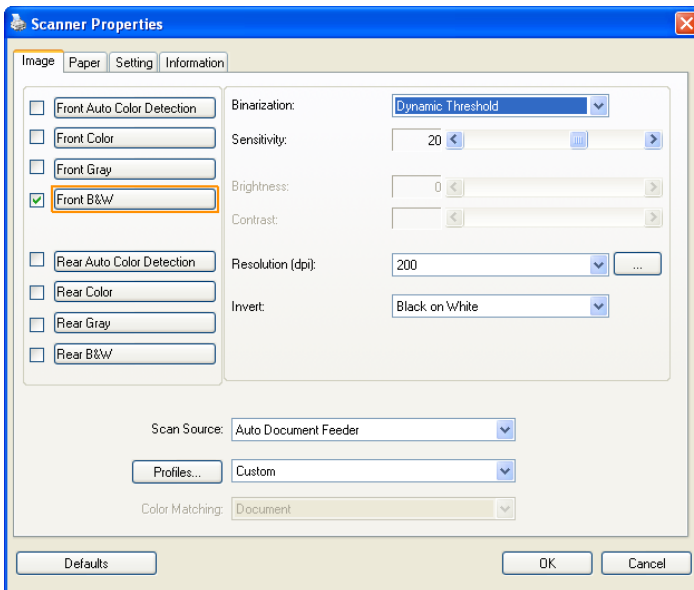 Scanner Properties
Image Paper Setting Information
Front Auto Color Detection
Front Color
Front Gray
Front B&W
Rear Auto Color Detection
Rear Color
Rear Gray
Rear B&W
Binarization: Dynamic Threshold
Sensitivity: 20
Brightness: 0
Contrast:
Resolution (dpi): 200 ...
Invert: Black on White
Scan Source: Auto Document Feeder
Profiles... Custom
Color Matching: Document
Defaults OK Cancel